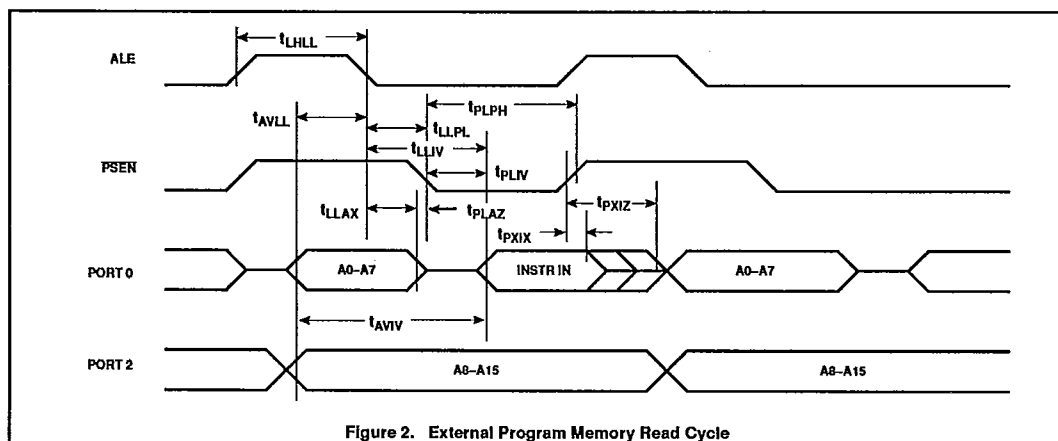 ALE
tLHLL
tPLPH
tAVLL
tLLPL
tLLIV
PSEN
tPLIV
tLLAX
tPLAZ
tPXIZ
tPXIX
PORT 0
A0–A7
INSTR IN
A0–A7
tAVIV
PORT 2
A8–A15
A8–A15
Figure 2. External Program Memory Read Cycle